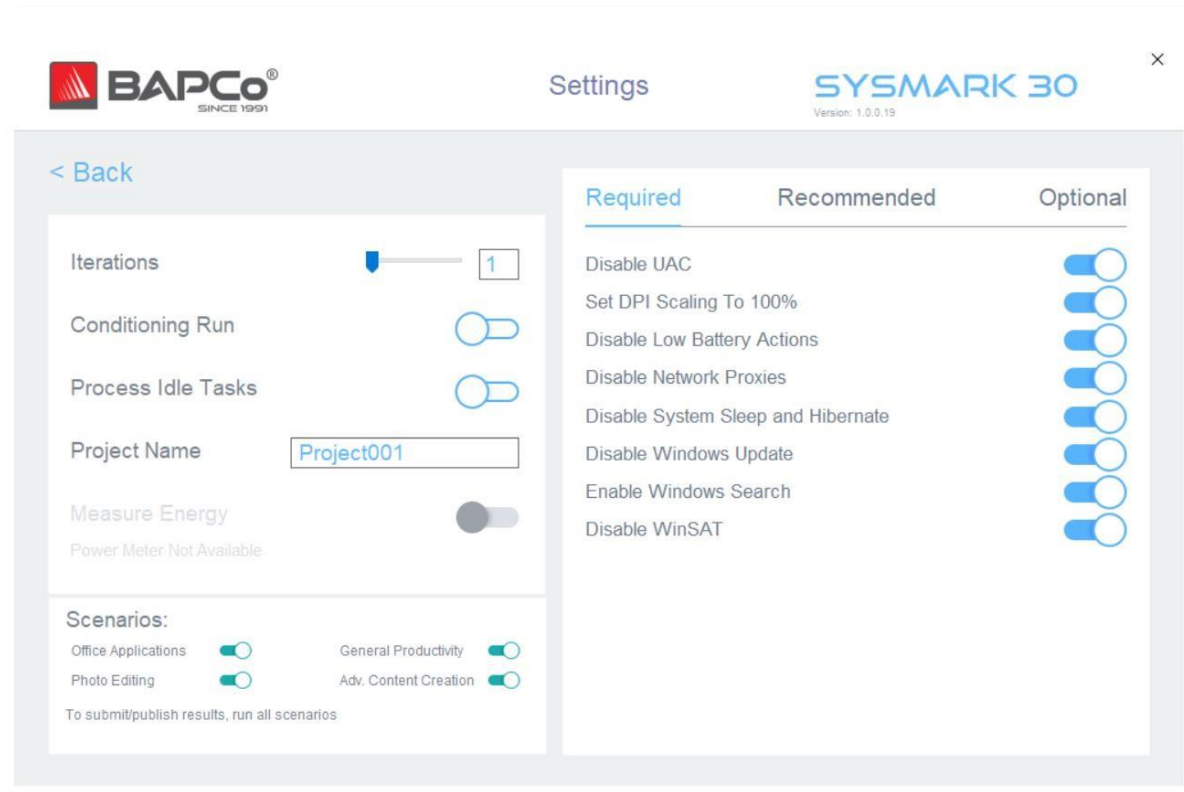 BAPCo®
SINCE 1991
Settings
SYSMARK 30
Version: 1.0.0.19
< Back
Iterations
1
Conditioning Run
Process Idle Tasks
Project Name
Project001
Measure Energy
Power Meter Not Available
Scenarios:
Office Applications
General Productivity
Photo Editing
Adv. Content Creation
To submit/publish results, run all scenarios
Required
Recommended
Optional
Disable UAC
Set DPI Scaling To 100%
Disable Low Battery Actions
Disable Network Proxies
Disable System Sleep and Hibernate
Disable Windows Update
Enable Windows Search
Disable WinSAT